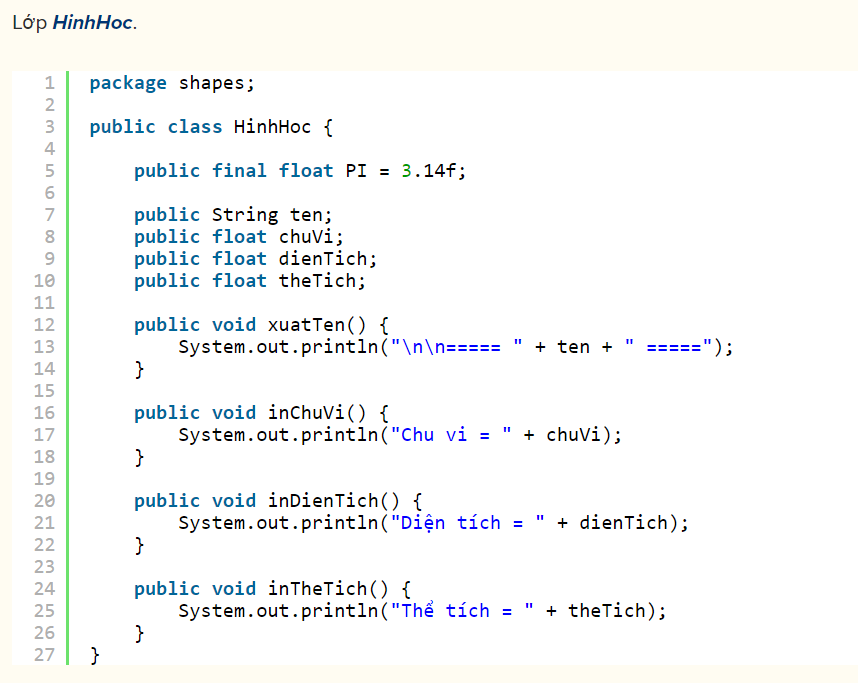 Lớp HinhHoc.
1 package shapes;
2
3 public class HinhHoc {
4
5     public final float PI = 3.14f;
6
7     public String ten;
8     public float chuVi;
9     public float dienTich;
10     public float theTich;
11
12     public void xuatTen() {
13         System.out.println("\n\n===== " + ten + " =====");
14     }
15
16     public void inChuVi() {
17         System.out.println("Chu vi = " + chuVi);
18     }
19
20     public void inDienTich() {
21         System.out.println("Diện tích = " + dienTich);
22     }
23
24     public void inTheTich() {
25         System.out.println("Thể tích = " + theTich);
26     }
27 }